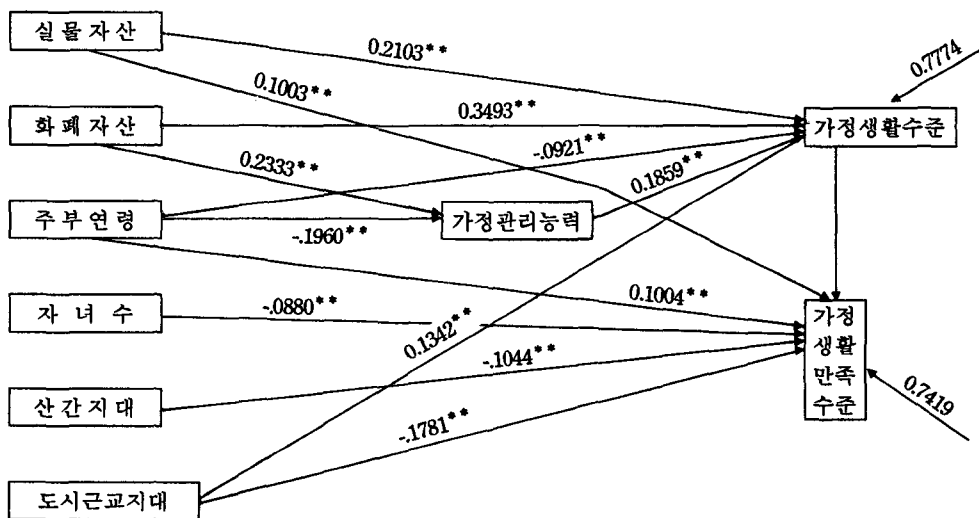 실물자산
0.2103**
0.7774
0.1003**
화폐자산
0.3493**
가정생활수준
-.0921**
0.2333**
0.1859**
주부연령
가정관리능력
-.1960**
0.1004**
자녀수
-.0880**
가정
생활
만족
수준
0.1342**
-.1044**
산간지대
0.7419
-.1781**
도시근교지대